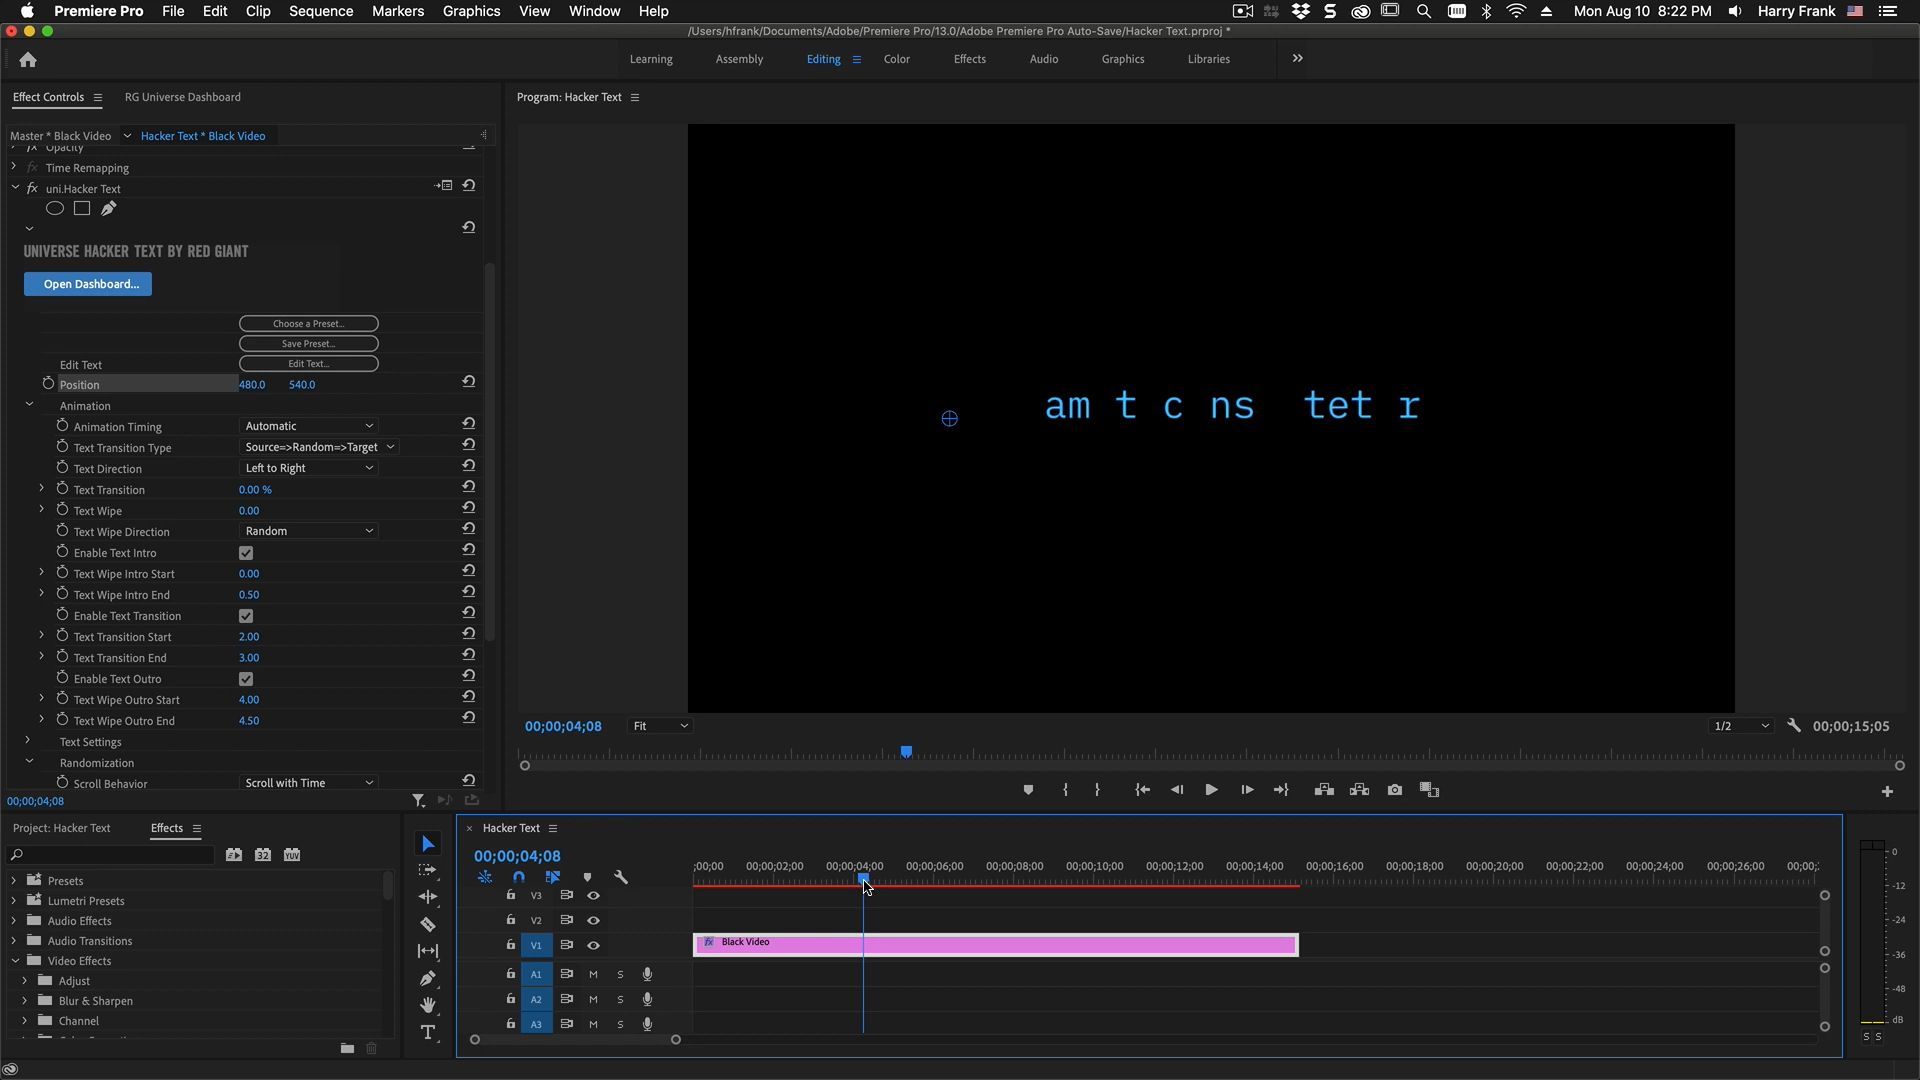 Premiere Pro File Edit Clip Sequence Markers Graphics View Window Help Mon Aug 10 8:22 PM Harry Frank
/Users/hfrank/Documents/Adobe/Premiere Pro/13.0/Adobe Premiere Pro Auto-Save/Hacker Text.prproj *
Learning Assembly Editing Color Effects Audio Graphics Libraries
Effect Controls RG Universe Dashboard
Program: Hacker Text
Master * Black Video Hacker Text * Black Video
fx Opacity
fx Time Remapping
fx uni.Hacker Text
UNIVERSE HACKER TEXT BY RED GIANT
Open Dashboard...
Choose a Preset...
Save Preset...
Edit Text Edit Text...
Position 480.0 540.0
Animation
Animation Timing Automatic
Text Transition Type Source=>Random=>Target
Text Direction Left to Right
Text Transition 0.00 %
Text Wipe 0.00
Text Wipe Direction Random
Enable Text Intro
Text Wipe Intro Start 0.00
Text Wipe Intro End 0.50
Enable Text Transition
Text Transition Start 2.00
Text Transition End 3.00
Enable Text Outro
Text Wipe Outro Start 4.00
Text Wipe Outro End 4.50
Text Settings
Randomization
Scroll Behavior Scroll with Time
00;00;04;08
am t c ns tet r
00;00;04;08 Fit 1/2 00;00;15;05
Project: Hacker Text Effects
32 YUV
Presets
Lumetri Presets
Audio Effects
Audio Transitions
Video Effects
Adjust
Blur & Sharpen
Channel
Hacker Text
00;00;04;08
;00;00 00;00;02;00 00;00;04;00 00;00;06;00 00;00;08;00 00;00;10;00 00;00;12;00 00;00;14;00 00;00;16;00 00;00;18;00 00;00;20;00 00;00;22;00 00;00;24;00 00;00;26;00 00;00;
V3
V2
V1 fx Black Video
A1 M S
A2 M S
A3 M S
0
-12
-24
-36
-48
dB
S S